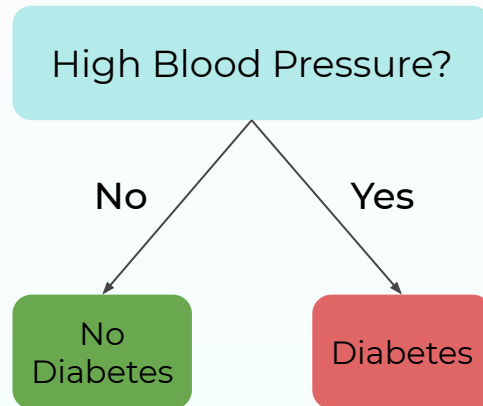 High Blood Pressure?
No
Yes
No
Diabetes
Diabetes